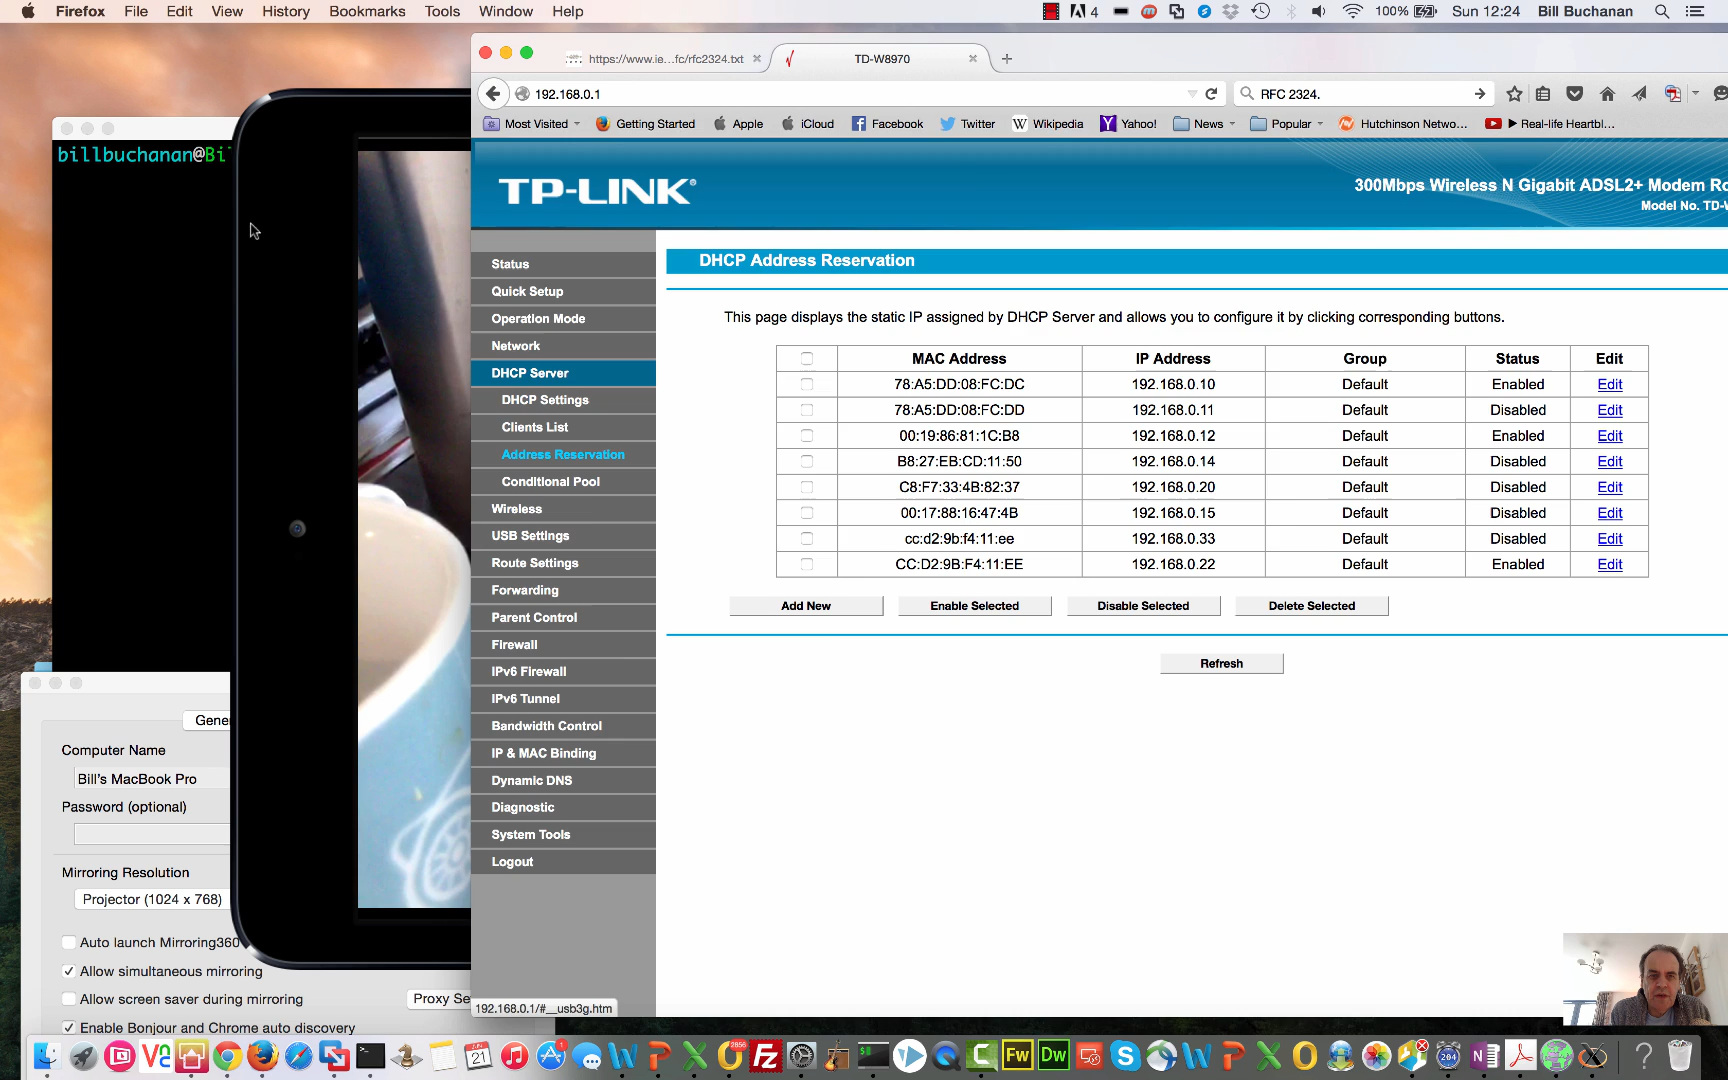 Firefox File Edit View History Bookmarks Tools Window Help
4 100% Sun 12:24 Bill Buchanan
https://www.ie...fc/rfc2324.txt TD-W8970
192.168.0.1 RFC 2324.
Most Visited Getting Started Apple iCloud Facebook Twitter Wikipedia Yahoo! News Popular Hutchinson Netwo... ▶ Real-life Heartbl...
billbuchanan@Bi
TP-LINK®
300Mbps Wireless N Gigabit ADSL2+ Modem Ro
Model No. TD-W
Status
Quick Setup
Operation Mode
Network
DHCP Server
DHCP Settings
Clients List
Address Reservation
Conditional Pool
Wireless
USB Settings
Route Settings
Forwarding
Parent Control
Firewall
IPv6 Firewall
IPv6 Tunnel
Bandwidth Control
IP & MAC Binding
Dynamic DNS
Diagnostic
System Tools
Logout
DHCP Address Reservation
This page displays the static IP assigned by DHCP Server and allows you to configure it by clicking corresponding buttons.
MAC Address IP Address Group Status Edit
78:A5:DD:08:FC:DC 192.168.0.10 Default Enabled Edit
78:A5:DD:08:FC:DD 192.168.0.11 Default Disabled Edit
00:19:86:81:1C:B8 192.168.0.12 Default Enabled Edit
B8:27:EB:CD:11:50 192.168.0.14 Default Disabled Edit
C8:F7:33:4B:82:37 192.168.0.20 Default Disabled Edit
00:17:88:16:47:4B 192.168.0.15 Default Disabled Edit
cc:d2:9b:f4:11:ee 192.168.0.33 Default Disabled Edit
CC:D2:9B:F4:11:EE 192.168.0.22 Default Enabled Edit
Add New Enable Selected Disable Selected Delete Selected
Refresh
Gener
Computer Name
Bill's MacBook Pro
Password (optional)
Mirroring Resolution
Projector (1024 x 768)
Auto launch Mirroring360
Allow simultaneous mirroring
Allow screen saver during mirroring
Proxy Se
Enable Bonjour and Chrome auto discovery
192.168.0.1/#__usb3g.htm
21
2856
Fz
Fw
Dw
204